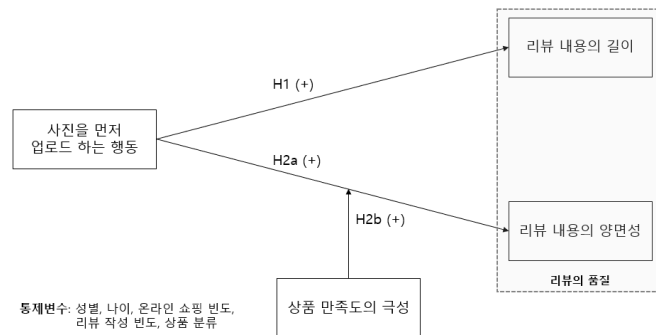 리뷰 내용의 길이
H1 (+)
사진을 먼저
업로드 하는 행동
H2a (+)
H2b (+)
리뷰 내용의 양면성
리뷰의 품질
상품 만족도의 극성
통제변수: 성별, 나이, 온라인 쇼핑 빈도,
리뷰 작성 빈도, 상품 분류